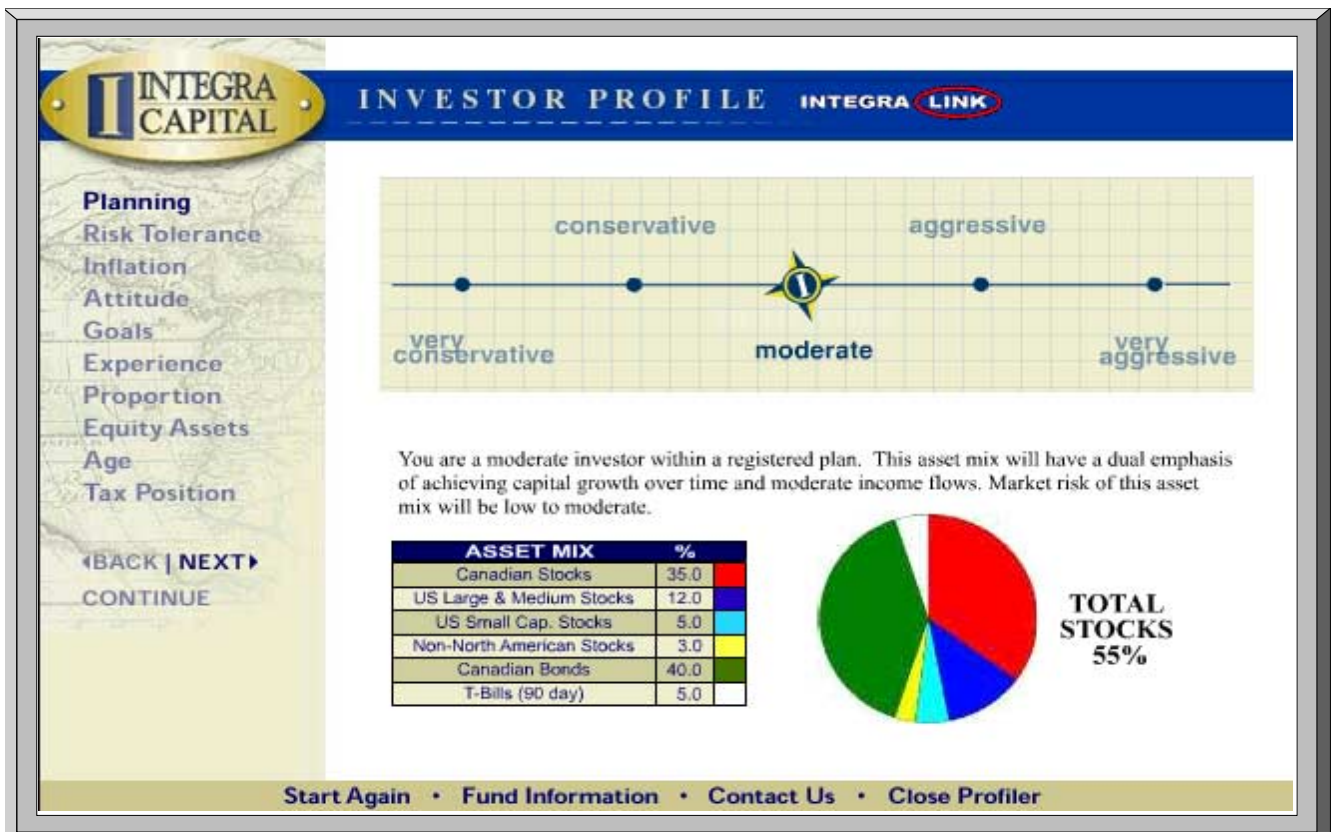 INTEGRA
CAPITAL
INVESTOR PROFILE INTEGRA LINK
Planning
Risk Tolerance
Inflation
Attitude
Goals
Experience
Proportion
Equity Assets
Age
Tax Position
BACK | NEXT
CONTINUE
conservative aggressive
very
conservative
moderate
very
aggressive
You are a moderate investor within a registered plan. This asset mix will have a dual emphasis
of achieving capital growth over time and moderate income flows. Market risk of this asset
mix will be low to moderate.
ASSET MIX %
Canadian Stocks 35.0
US Large & Medium Stocks 12.0
US Small Cap. Stocks 5.0
Non-North American Stocks 3.0
Canadian Bonds 40.0
T-Bills (90 day) 5.0
TOTAL
STOCKS
55%
Start Again • Fund Information • Contact Us • Close Profiler